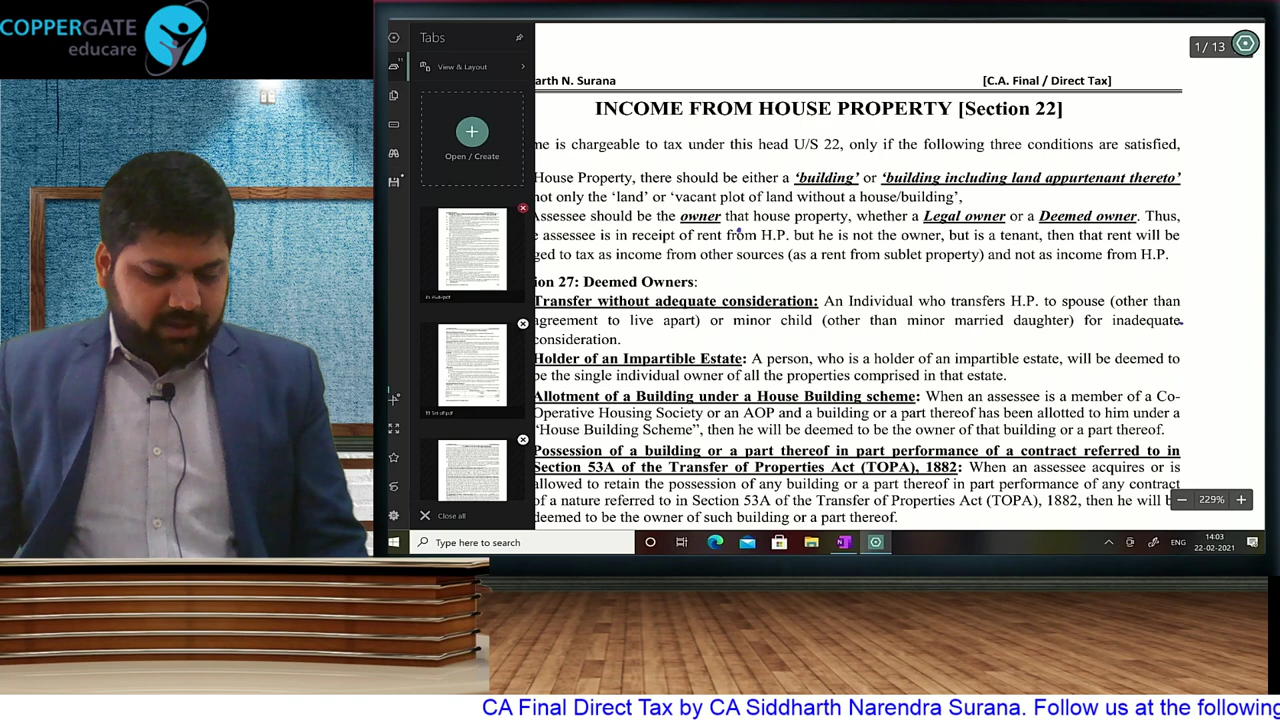 COPPERGATE
educare
Tabs
View & Layout
Open / Create
Close all
1 / 13
arth N. Surana
[C.A. Final / Direct Tax]
INCOME FROM HOUSE PROPERTY [Section 22]
me is chargeable to tax under this head U/S 22, only if the following three conditions are satisfied,
House Property, there should be either a ‘building’ or ‘building including land appurtent thereto’
not only the ‘land’ or ‘vacant plot of land without a house/building’,
Assessee should be the owner that house property, whether a Legal owner or a Deemed owner. Thus,
e assessee is in receipt of rent from H.P. but he is not the owner, but is a tenant, then that rent will be
ged to tax as income from other sources (as a rent from sublet property) and not as income from H.P.
ion 27: Deemed Owners:
Transfer without adequate consideration: An Individual who transfers H.P. to spouse (other than
agreement to live apart) or minor child (other than minor married daughter) for inadequate
consideration.
Holder of an Impartible Estate: A person, who is a holder of an impartible estate, will be deemed to
be the single individual owner of all the properties comprised in that estate.
Allotment of a Building under a House Building scheme: When an assessee is a member of a Co-
Operative Housing Society or an AOP and a building or a part thereof has been allotted to him under a
“House Building Scheme”, then he will be deemed to be the owner of that building or a part thereof.
Possession of a building or a part thereof in part performance of a contract referred to in
Section 53A of the Transfer of Properties Act (TOPA), 1882: When an assessee acquires or is
allowed to retain the possession of any building or a part thereof in part performance of any contract
of a nature referred to in Section 53A of the Transfer of Properties Act (TOPA), 1882, then he will b
deemed to be the owner of such building or a part thereof.
229%
Type here to search
ENG
14:03
22-02-2021
CA Final Direct Tax by CA Siddharth Narendra Surana. Follow us at the following